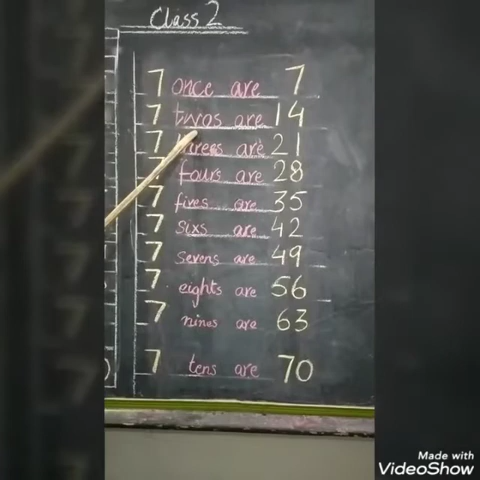 Class 2
7 once are 7
7 twos are 14
7 are 21
7 fours are 28
7 fives are 35
7 sixs are 42
7 sevens are 49
7 eights are 56
7 nines are 63
7 tens are 70
Made with
VideoShow